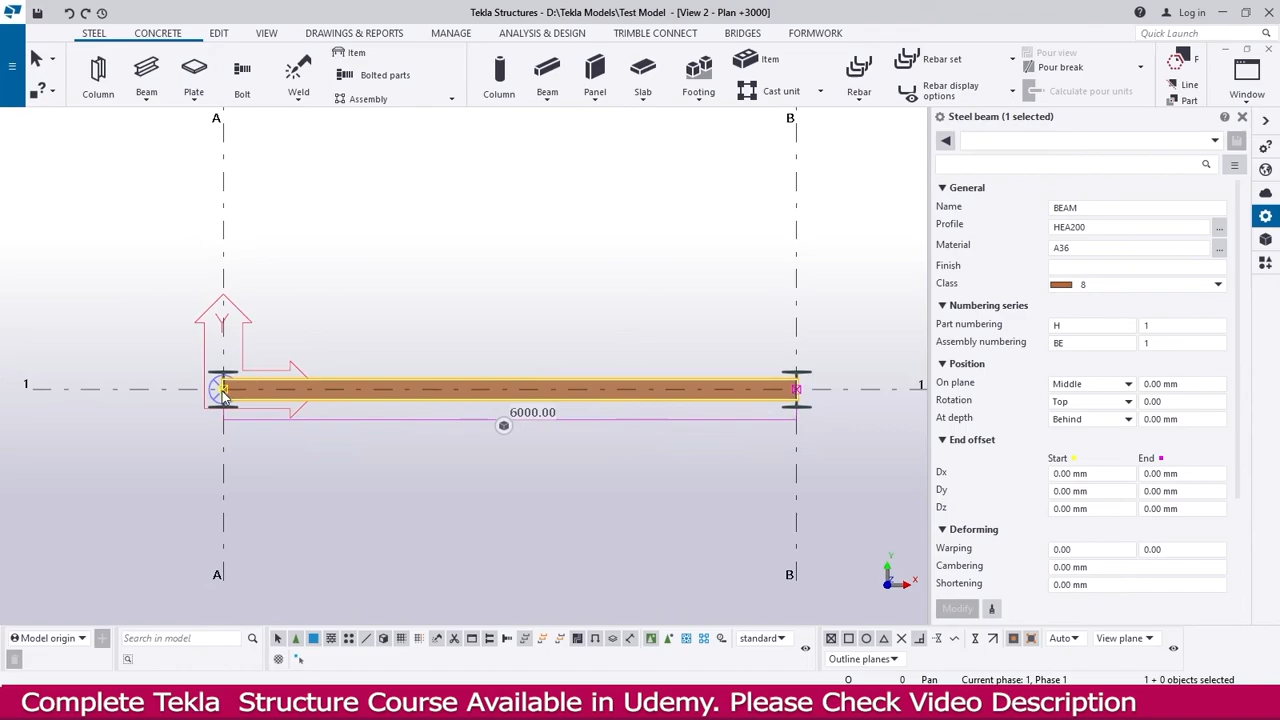 Tekla Structures - D:\Tekla Models\Test Model - [View 2 - Plan +3000]
Log in
STEEL CONCRETE EDIT VIEW DRAWINGS & REPORTS MANAGE ANALYSIS & DESIGN TRIMBLE CONNECT BRIDGES FORMWORK
Quick Launch
Column Beam Plate Bolt Weld
Item
Bolted parts
Assembly
Column Beam Panel Slab Footing
Item
Cast unit
Rebar
Rebar set
Rebar display
options
Pour view
Pour break
Calculate pour units
F
Line
Part
Window
A B
Y
1 1
6000.00
A B
Y
X
Steel beam (1 selected)
General
Name BEAM
Profile HEA200 ...
Material A36 ...
Finish
Class 8
Numbering series
Part numbering H 1
Assembly numbering BE 1
Position
On plane Middle 0.00 mm
Rotation Top 0.00
At depth Behind 0.00 mm
End offset
Start End
Dx 0.00 mm 0.00 mm
Dy 0.00 mm 0.00 mm
Dz 0.00 mm 0.00 mm
Deforming
Warping 0.00 0.00
Cambering 0.00 mm
Shortening 0.00 mm
Modify
Model origin
Search in model
standard
Auto
View plane
Outline planes
O 0 Pan Current phase: 1, Phase 1 1 + 0 objects selected
Complete Tekla Structure Course Available in Udemy. Please Check Video Description